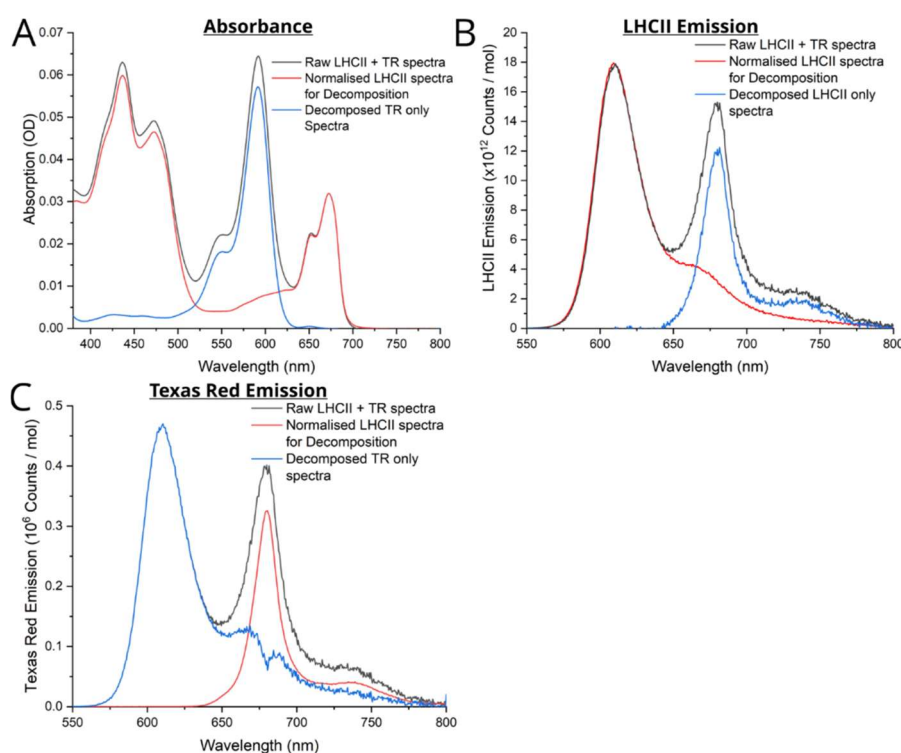 A
Absorbance
Raw LHCII + TR spectra
Normalised LHCII spectra
for Decomposition
Decomposed TR only
Spectra
0.07
0.06
0.05
0.04
0.03
0.02
0.01
0.00
Absorption (OD)
400 450 500 550 600 650 700 750 800
Wavelength (nm)
B
LHCII Emission
Raw LHCII + TR spectra
Normalised LHCII spectra
for Decomposition
Decomposed LHCII only
spectra
20
18
16
14
12
10
8
6
4
2
0
LHCII Emission (x10¹² Counts / mol)
550 600 650 700 750 800
Wavelength (nm)
C
Texas Red Emission
Raw LHCII + TR spectra
Normalised LHCII spectra
for Decomposition
Decomposed TR only
spectra
0.5
0.4
0.3
0.2
0.1
0.0
Texas Red Emission (10⁶ Counts / mol)
550 600 650 700 750 800
Wavelength (nm)